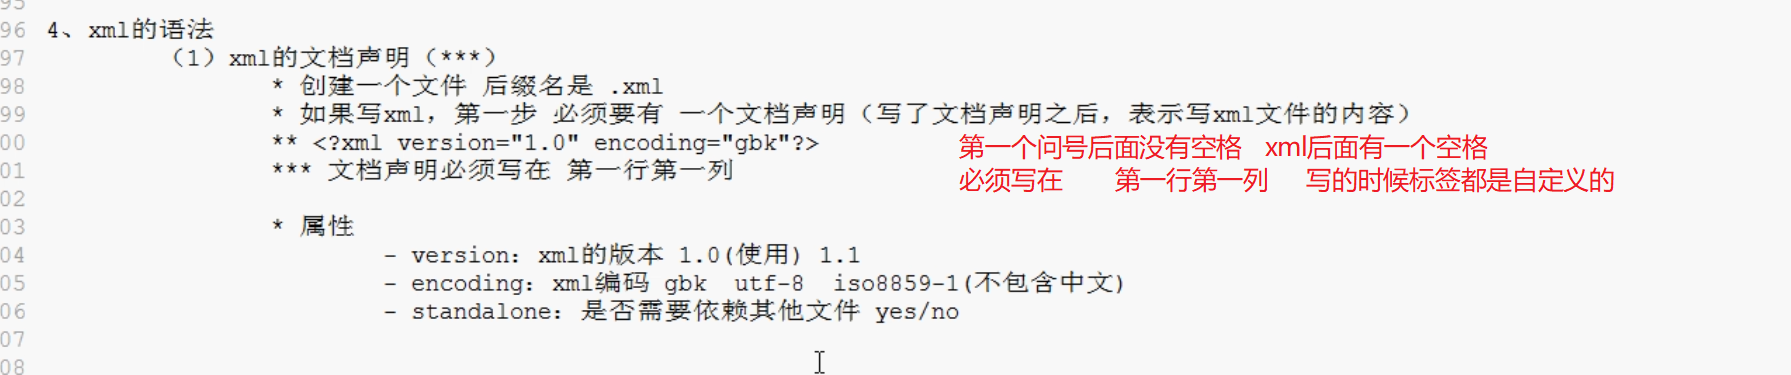 95
96 4、xml的语法
97 （1）xml的文档声明（***）
98 * 创建一个文件 后缀名是 .xml
99 * 如果写xml，第一步 必须要有 一个文档声明（写了文档声明之后，表示写xml文件的内容）
00 ** <?xml version="1.0" encoding="gbk"?> 第一个问号后面没有空格 xml后面有一个空格
01 *** 文档声明必须写在 第一行第一列 必须写在 第一行第一列 写的时候标签都是自定义的
02
03 * 属性
04 - version：xml的版本 1.0(使用) 1.1
05 - encoding：xml编码 gbk utf-8 iso8859-1(不包含中文)
06 - standalone：是否需要依赖其他文件 yes/no
07
08